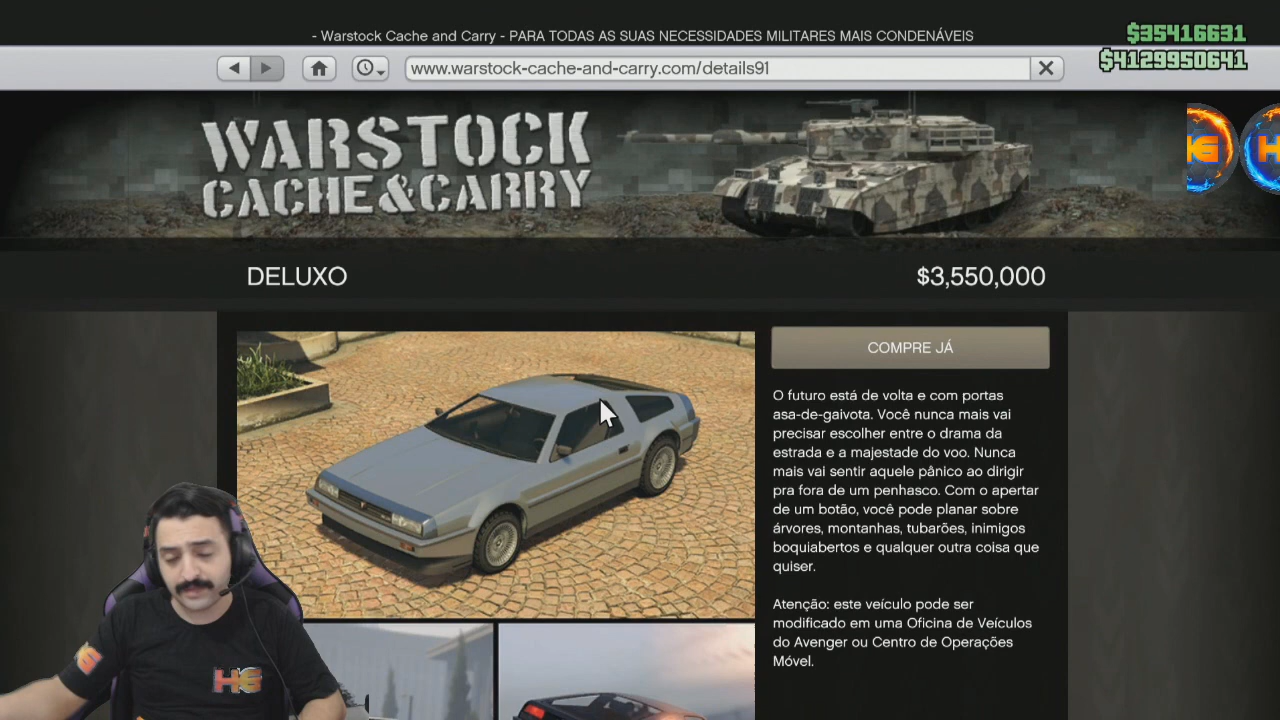 - Warstock Cache and Carry - PARA TODAS AS SUAS NECESSIDADES MILITARES MAIS CONDENÁVEIS
$35416631
$4129950641
www.warstock-cache-and-carry.com/details91
WARSTOCK
CACHE&CARRY
HG
H
DELUXO
$3,550,000
COMPRE JÁ
O futuro está de volta e com portas
asa-de-gaivota. Você nunca mais vai
precisar escolher entre o drama da
estrada e a majestade do voo. Nunca
mais vai sentir aquele pânico ao dirigir
pra fora de um penhasco. Com o apertar
de um botão, você pode planar sobre
árvores, montanhas, tubarões, inimigos
boquiabertos e qualquer outra coisa que
quiser.
Atenção: este veículo pode ser
modificado em uma Oficina de Veículos
do Avenger ou Centro de Operações
Móvel.
HG
HG